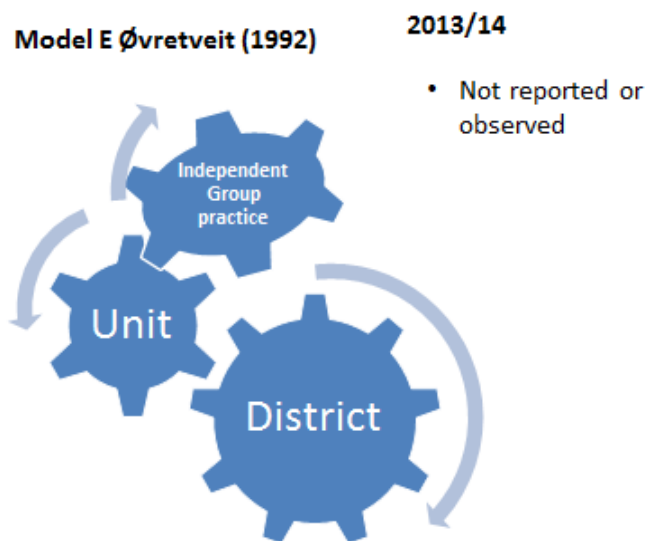 Model E Øvretveit (1992)
2013/14
• Not reported or
observed
Independent
Group
practice
Unit
District